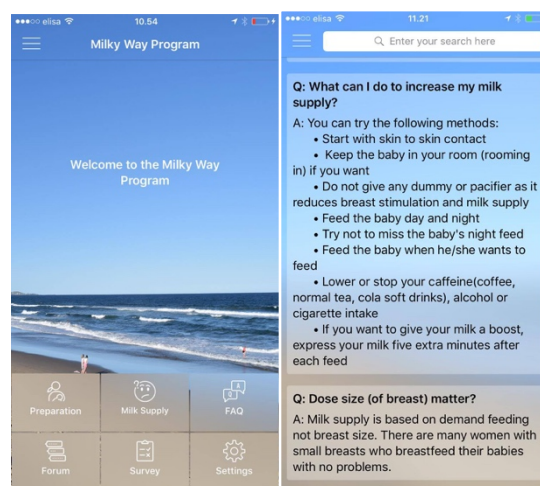 elisa 10.54
Milky Way Program
Welcome to the Milky Way
Program
Preparation
Milk Supply
FAQ
Forum
Survey
Settings
elisa 11.21
Enter your search here
Q: What can I do to increase my milk
supply?
A: You can try the following methods:
• Start with skin to skin contact
• Keep the baby in your room (rooming
in) if you want
• Do not give any dummy or pacifier as it
reduces breast stimulation and milk supply
• Feed the baby day and night
• Try not to miss the baby's night feed
• Feed the baby when he/she wants to
feed
• Lower or stop your caffeine(coffee,
normal tea, cola soft drinks), alcohol or
cigarette intake
• If you want to give your milk a boost,
express your milk five extra minutes after
each feed
Q: Dose size (of breast) matter?
A: Milk supply is based on demand feeding
not breast size. There are many women with
small breasts who breastfeed their babies
with no problems.